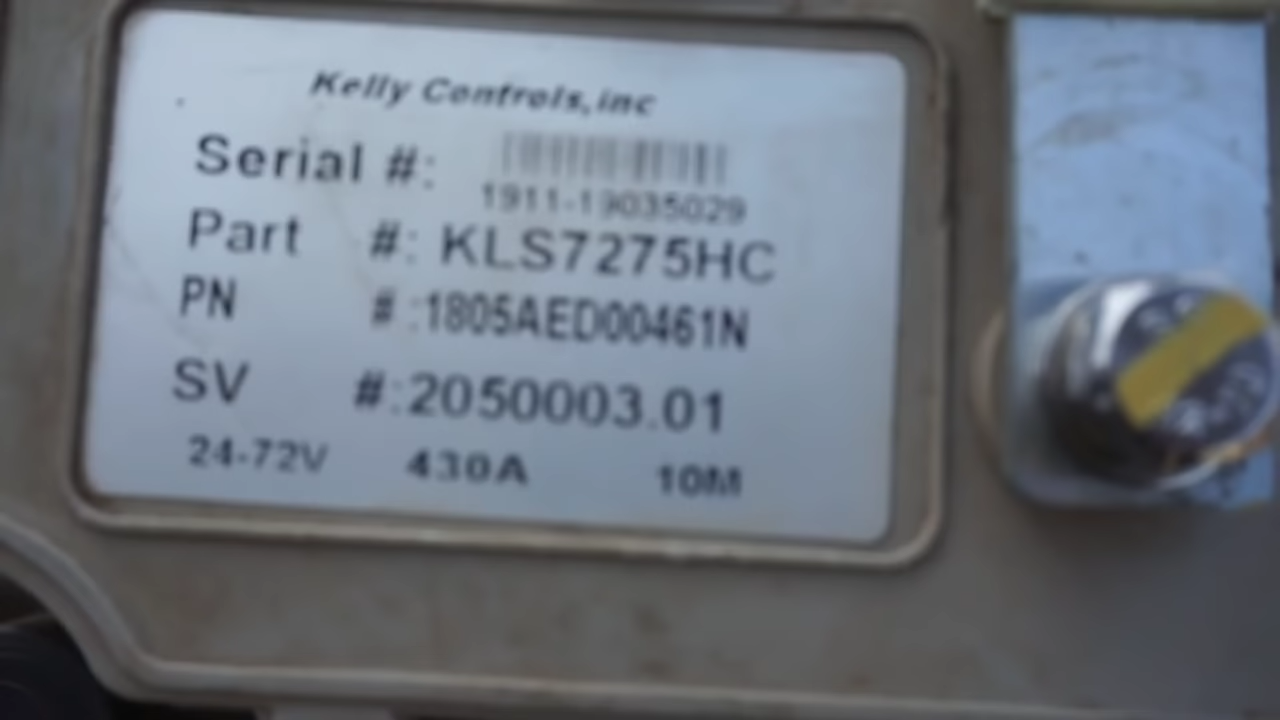 Kelly Controls,inc
Serial #:
1911-19035029
Part #: KLS7275HC
PN #:1805AED00461N
SV #:2050003.01
24-72V 430A 10M